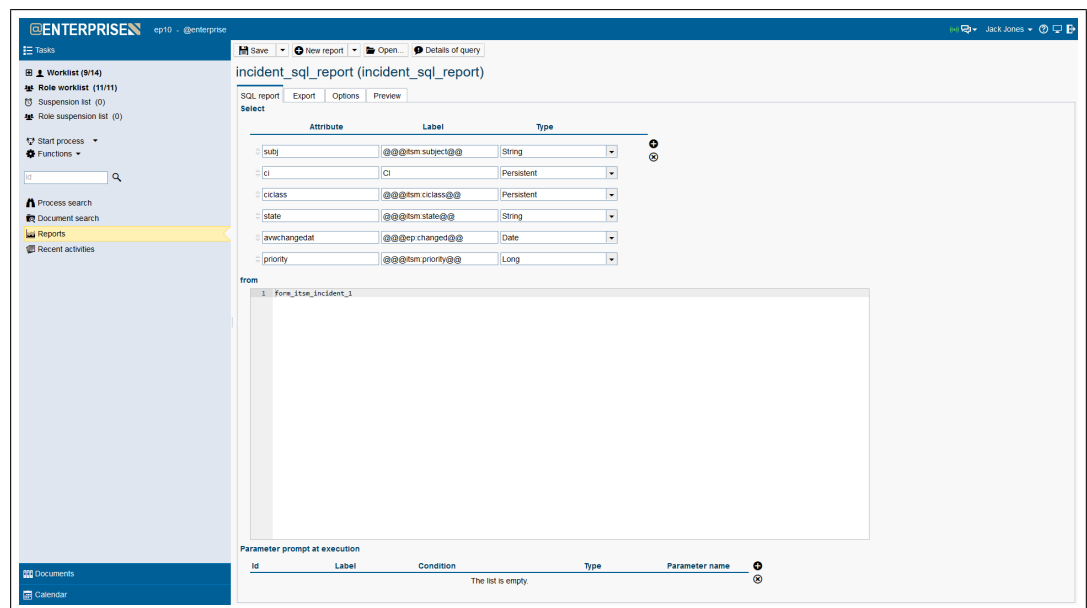 @ENTERPRISE ep10 - @enterprise Jack Jones
Tasks
Worklist (9/14)
Role worklist (11/11)
Suspension list (0)
Role suspension list (0)
Start process
Functions
id
Process search
Document search
Reports
Recent activities
Documents
Calendar
Save New report Open... Details of query
incident_sql_report (incident_sql_report)
SQL report Export Options Preview
Select
Attribute Label Type
subj @@@itsm:subject@@ String
ci CI Persistent
ciclass @@@itsm:ciclass@@ Persistent
state @@@itsm:state@@ String
avwchangedat @@@ep:changed@@ Date
priority @@@itsm:priority@@ Long
from
1 form_itsm_incident_1
Parameter prompt at execution
Id Label Condition Type Parameter name
The list is empty.